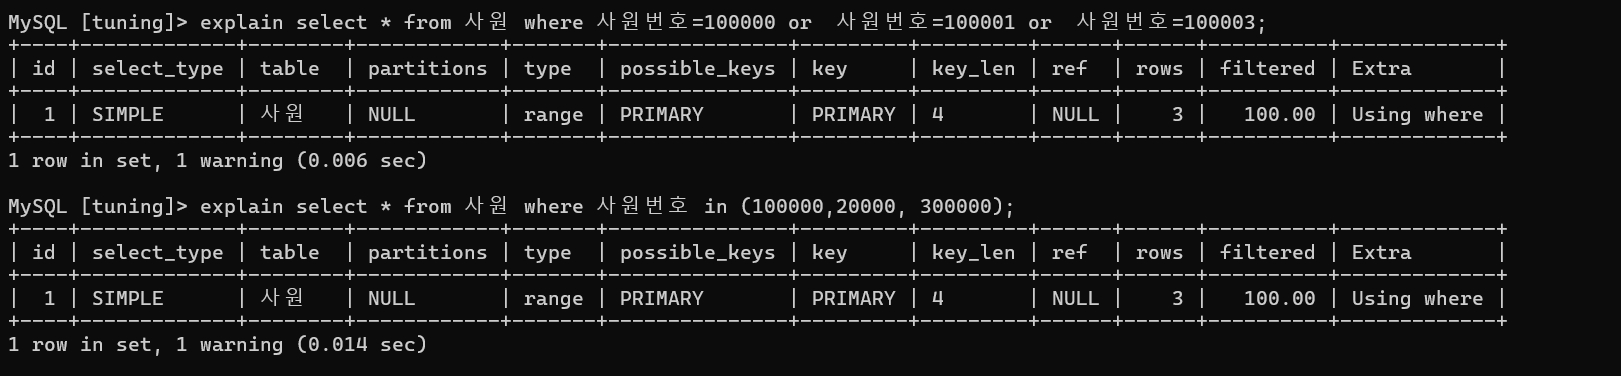 MySQL [tuning]> explain select * from 사원 where 사원번호=100000 or  사원번호=100001 or  사원번호=100003;
+----+-------------+--------+------------+-------+---------------+---------+---------+------+------+----------+-------------+
| id | select_type | table  | partitions | type  | possible_keys | key     | key_len | ref  | rows | filtered | Extra       |
+----+-------------+--------+------------+-------+---------------+---------+---------+------+------+----------+-------------+
|  1 | SIMPLE      | 사원   | NULL       | range | PRIMARY       | PRIMARY | 4       | NULL |    3 |   100.00 | Using where |
+----+-------------+--------+------------+-------+---------------+---------+---------+------+------+----------+-------------+
1 row in set, 1 warning (0.006 sec)

MySQL [tuning]> explain select * from 사원 where 사원번호 in (100000,20000, 300000);
+----+-------------+--------+------------+-------+---------------+---------+---------+------+------+----------+-------------+
| id | select_type | table  | partitions | type  | possible_keys | key     | key_len | ref  | rows | filtered | Extra       |
+----+-------------+--------+------------+-------+---------------+---------+---------+------+------+----------+-------------+
|  1 | SIMPLE      | 사원   | NULL       | range | PRIMARY       | PRIMARY | 4       | NULL |    3 |   100.00 | Using where |
+----+-------------+--------+------------+-------+---------------+---------+---------+------+------+----------+-------------+
1 row in set, 1 warning (0.014 sec)